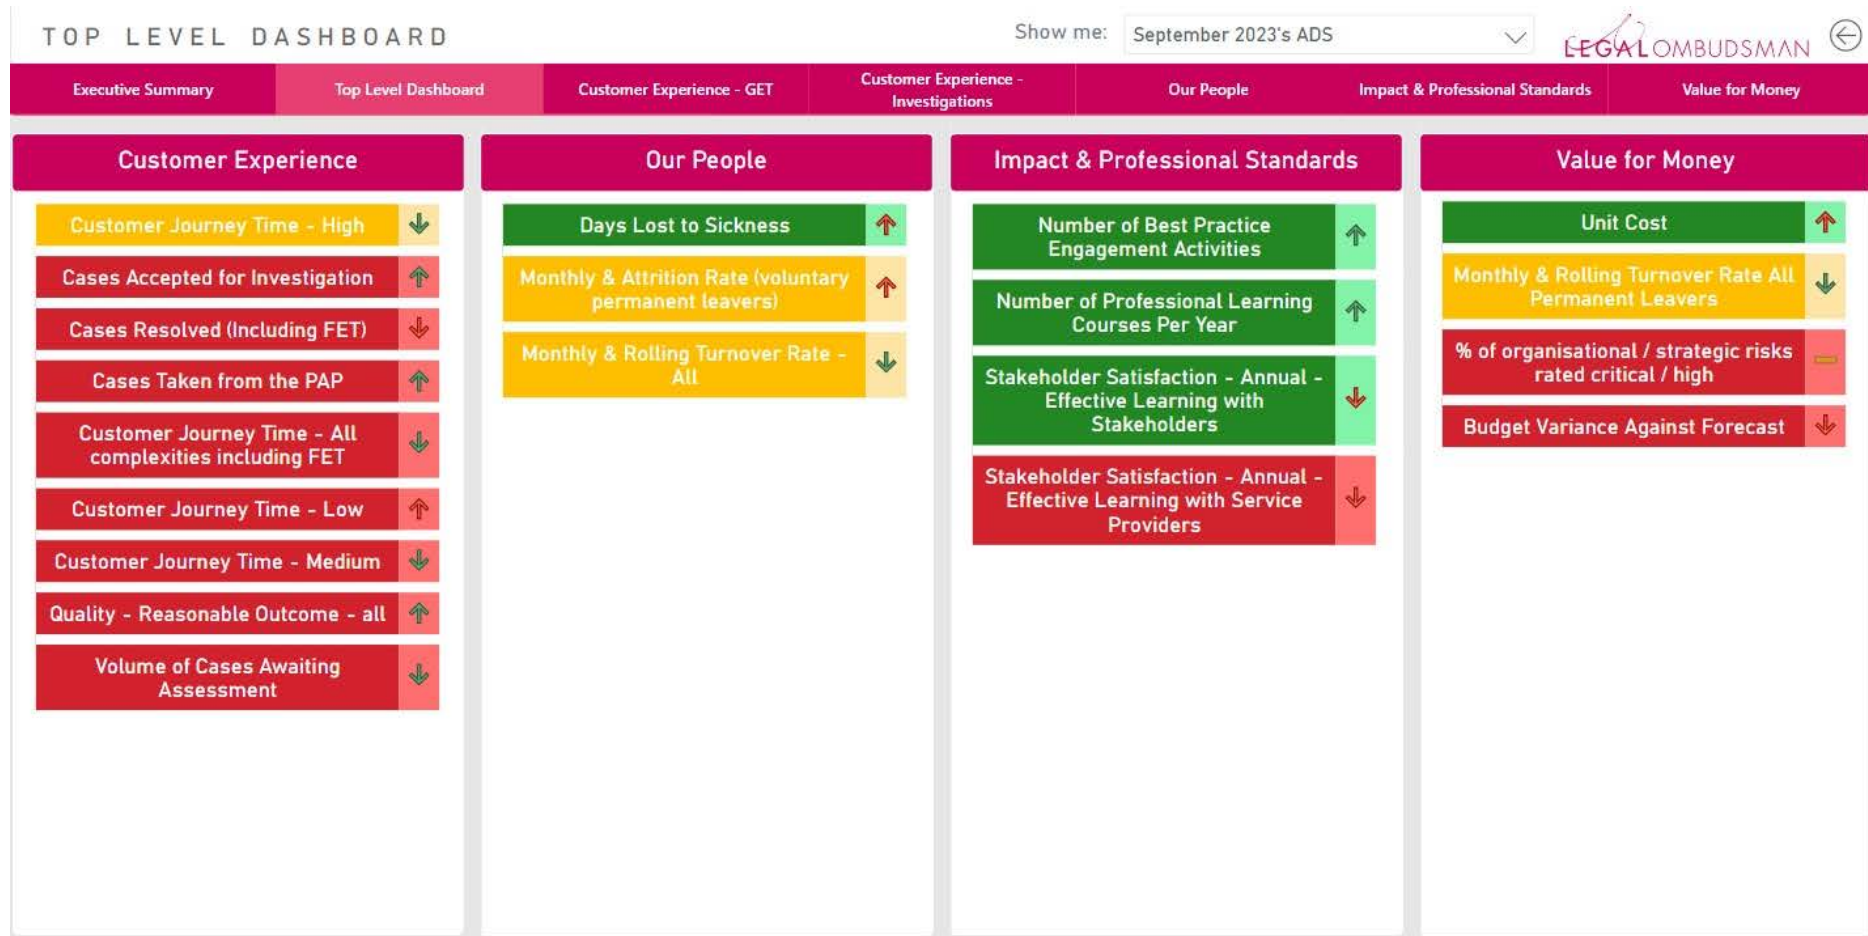 TOP LEVEL DASHBOARD
Show me:
September 2023's ADS
LEGALOMBUDSMAN
Executive Summary
Top Level Dashboard
Customer Experience - GET
Customer Experience -
Investigations
Our People
Impact & Professional Standards
Value for Money
Customer Experience
Customer Journey Time - High
Cases Accepted for Investigation
Cases Resolved (Including FET)
Cases Taken from the PAP
Customer Journey Time - All
complexities including FET
Customer Journey Time - Low
Customer Journey Time - Medium
Quality - Reasonable Outcome - all
Volume of Cases Awaiting
Assessment
Our People
Days Lost to Sickness
Monthly & Attrition Rate (voluntary
permanent leavers)
Monthly & Rolling Turnover Rate -
All
Impact & Professional Standards
Number of Best Practice
Engagement Activities
Number of Professional Learning
Courses Per Year
Stakeholder Satisfaction - Annual -
Effective Learning with
Stakeholders
Stakeholder Satisfaction - Annual -
Effective Learning with Service
Providers
Value for Money
Unit Cost
Monthly & Rolling Turnover Rate All
Permanent Leavers
% of organisational / strategic risks
rated critical / high
Budget Variance Against Forecast